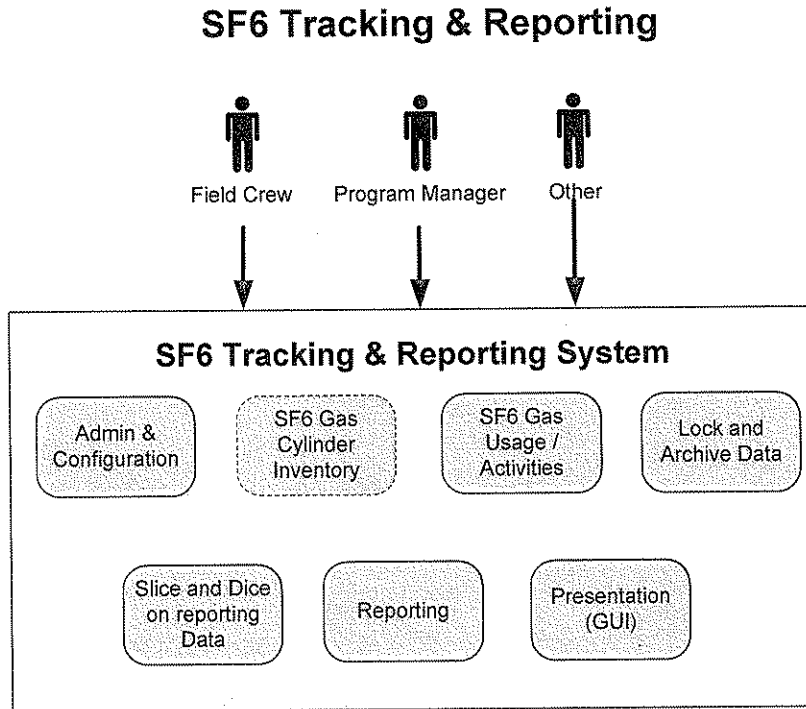 SF6 Tracking & Reporting
Field Crew
Program Manager
Other
SF6 Tracking & Reporting System
Admin &
Configuration
SF6 Gas
Cylinder
Inventory
SF6 Gas
Usage /
Activities
Lock and
Archive Data
Slice and Dice
on reporting
Data
Reporting
Presentation
(GUI)